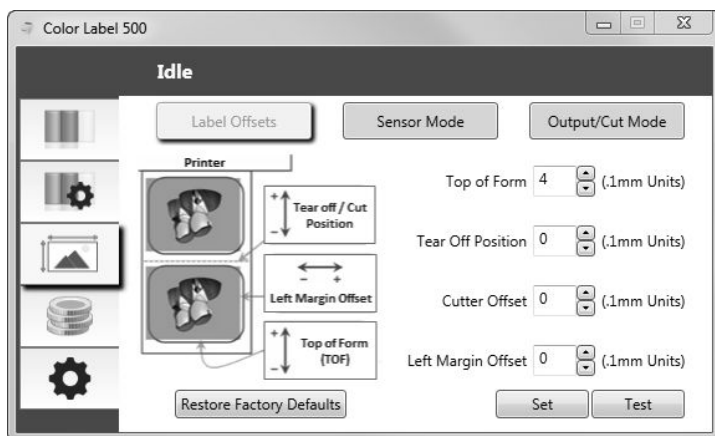 Color Label 500
Idle
Label Offsets
Sensor Mode
Output/Cut Mode
Printer
+
-
Tear off / Cut
Position
- +
Left Margin Offset
+
-
Top of Form
(TOF)
Top of Form 4 (.1mm Units)
Tear Off Position 0 (.1mm Units)
Cutter Offset 0 (.1mm Units)
Left Margin Offset 0 (.1mm Units)
Restore Factory Defaults
Set
Test